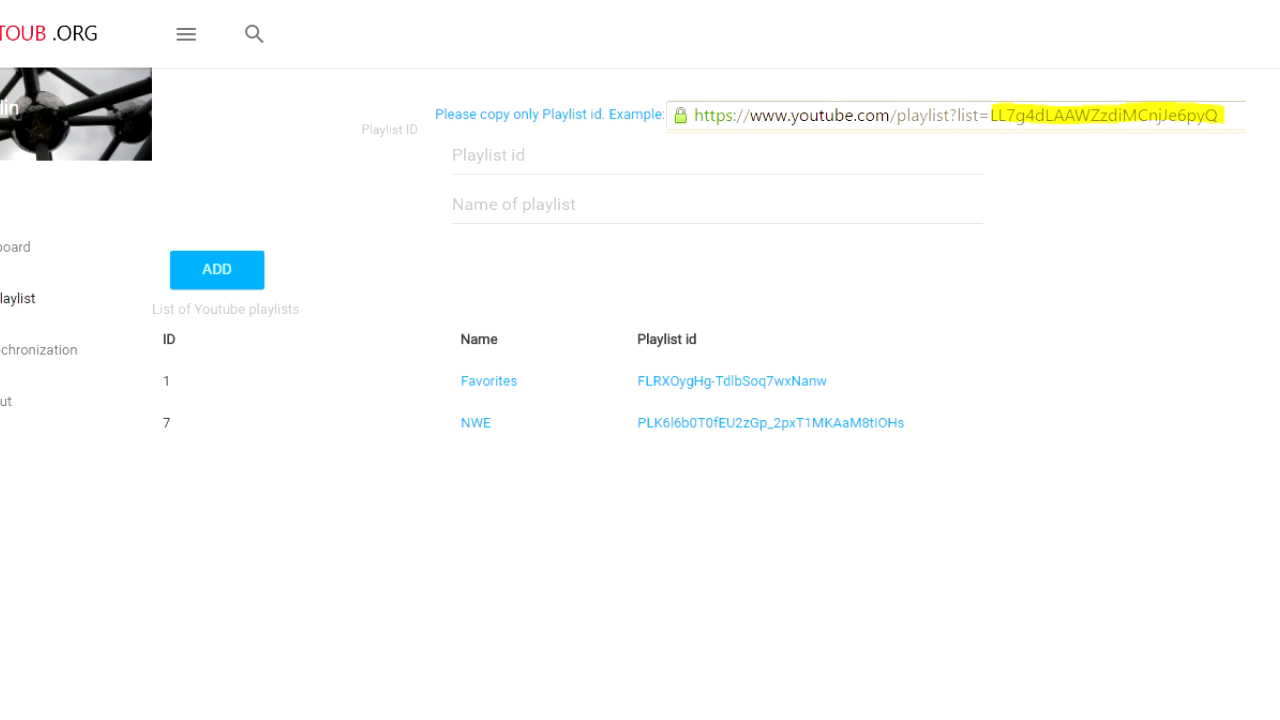 TOUB .ORG
lin
Please copy only Playlist id. Example: https://www.youtube.com/playlist?list=LL7g4dLAAWZzdiMCnjJe6pyQ
Playlist ID
Playlist id
Name of playlist
board
laylist
chronization
ut
ADD
List of Youtube playlists
ID Name Playlist id
1 Favorites FLRXOygHg-TdlbSoq7wxNanw
7 NWE PLK6l6b0T0fEU2zGp_2pxT1MKAaM8tIOHs